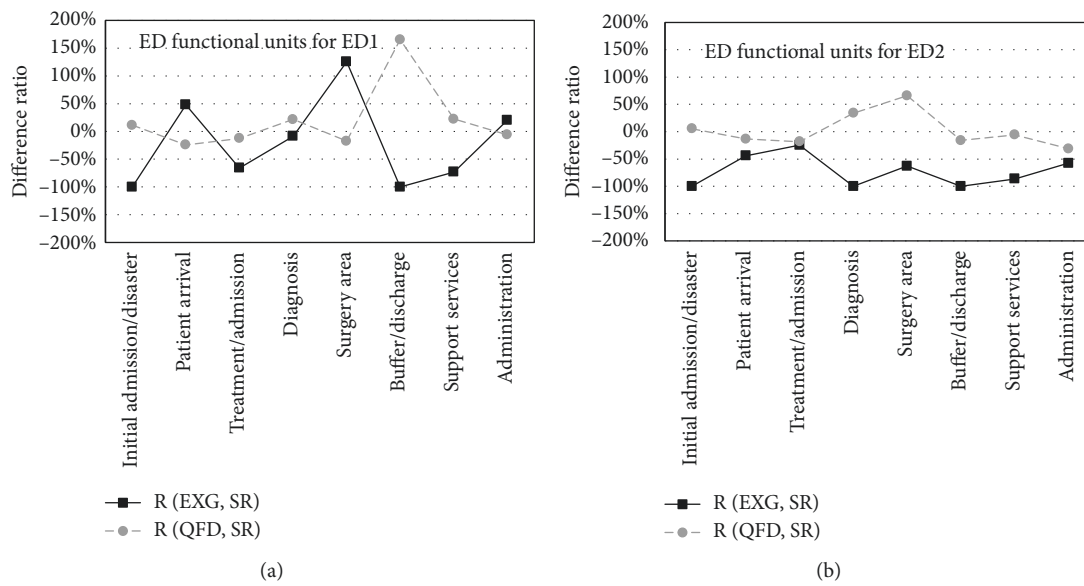 200%
150%
100%
50%
0%
−50%
−100%
−150%
−200%
Difference ratio
ED functional units for ED1
Initial admission/disaster
Patient arrival
Treatment/admission
Diagnosis
Surgery area
Buffer/discharge
Support services
Administration
R (EXG, SR)
R (QFD, SR)
(a)
200%
150%
100%
50%
0%
−50%
−100%
−150%
−200%
Difference ratio
ED functional units for ED2
Initial admission/disaster
Patient arrival
Treatment/admission
Diagnosis
Surgery area
Buffer/discharge
Support services
Administration
R (EXG, SR)
R (QFD, SR)
(b)